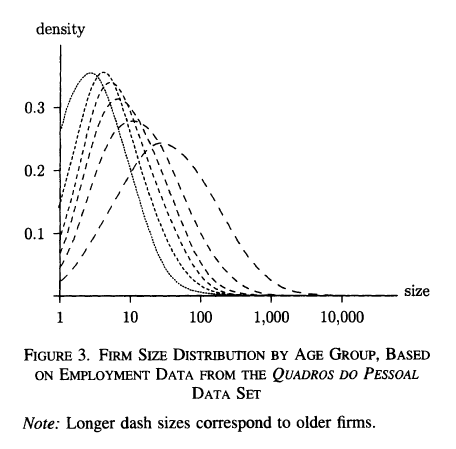 density
0.3
0.2
0.1
size
1 10 100 1,000 10,000
FIGURE 3. FIRM SIZE DISTRIBUTION BY AGE GROUP, BASED
ON EMPLOYMENT DATA FROM THE QUADROS DO PESSOAL
DATA SET
Note: Longer dash sizes correspond to older firms.